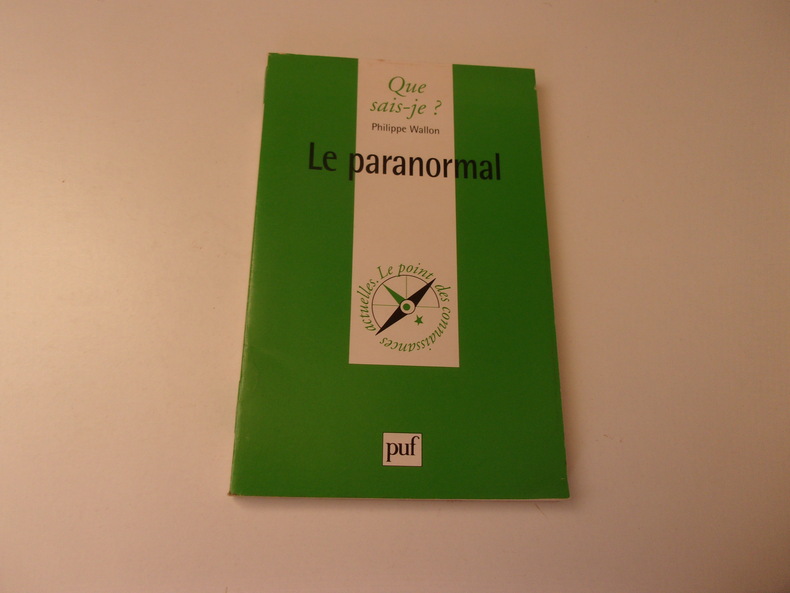 Que
sais-je ?
Philippe Wallon
Le paranormal
Le point des connaissances actuelles.
puf